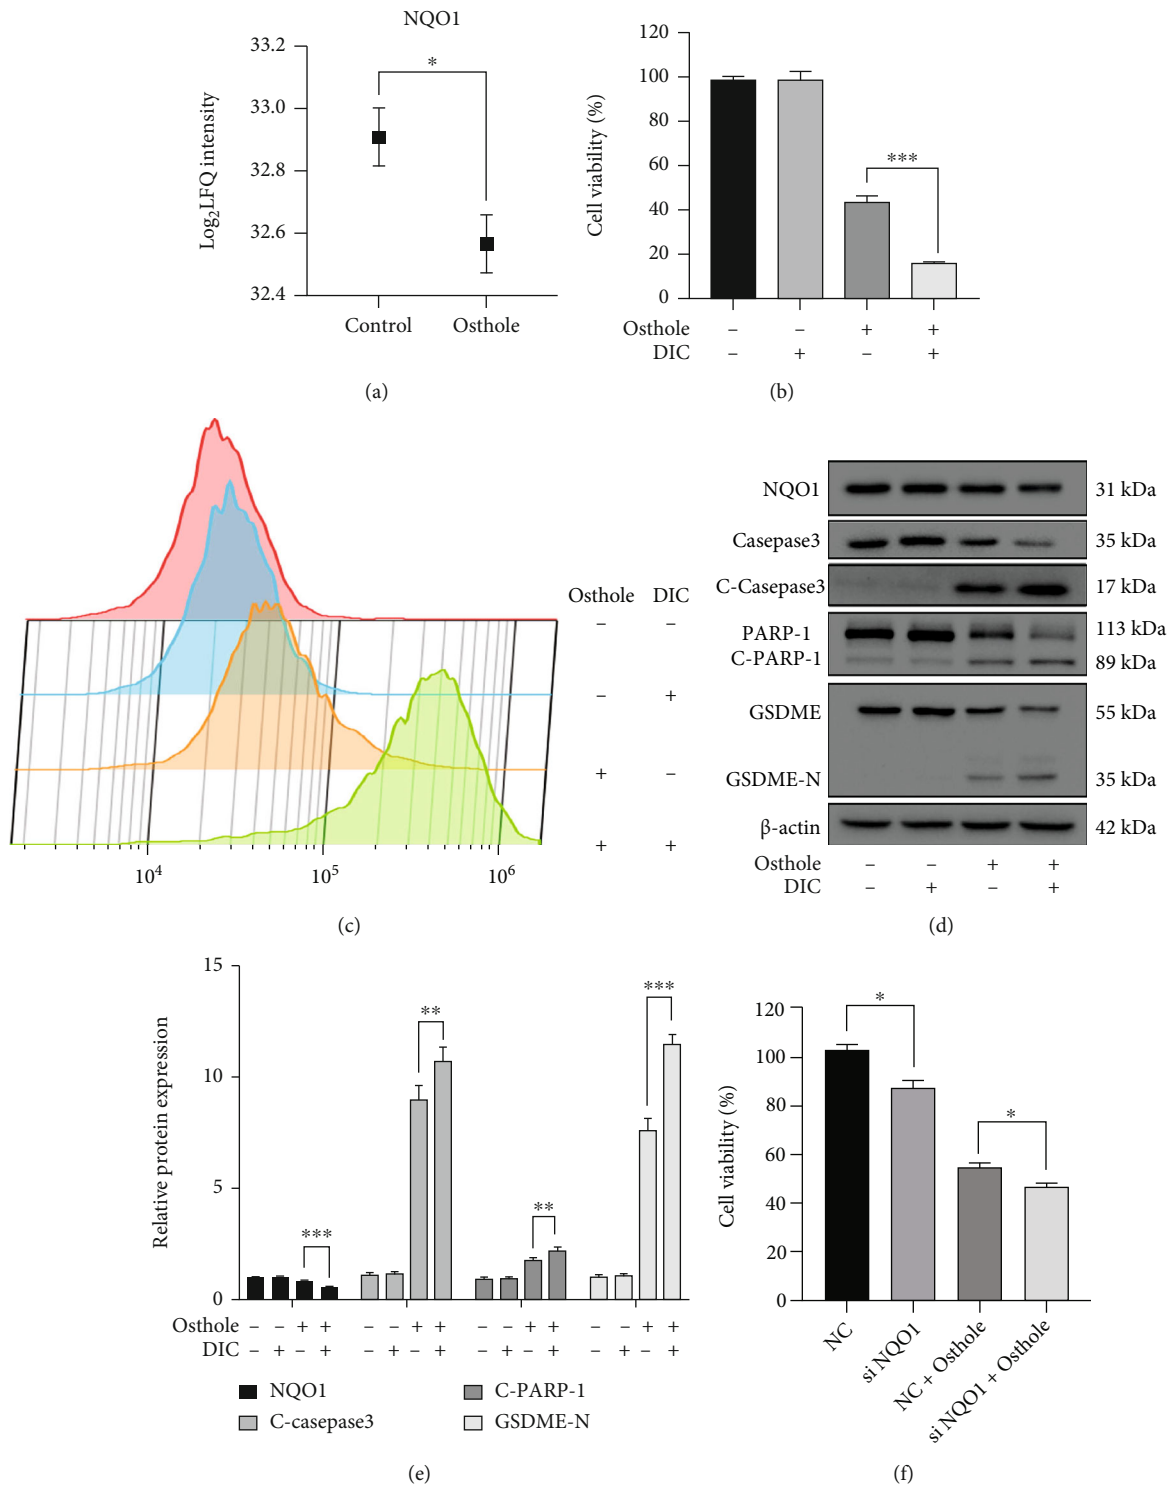 NQO1
33.2
33.0
32.8
32.6
32.4
Log2LFQ intensity
*
Control Osthole
(a)
120
100
80
60
40
20
0
Cell viability (%)
***
Osthole – – + +
DIC – + – +
(b)
Osthole DIC
– –
– +
+ –
+ +
10^4 10^5 10^6
(c)
NQO1 31 kDa
Casepase3 35 kDa
C-Casepase3 17 kDa
PARP-1 113 kDa
C-PARP-1 89 kDa
GSDME 55 kDa
GSDME-N 35 kDa
β-actin 42 kDa
Osthole – – + +
DIC – + – +
(d)
15
10
5
0
Relative protein expression
*** ** ** ***
Osthole – – + + – – + + – – + + – – + +
DIC – + – + – + – + – + – + – + – +
NQO1 C-PARP-1
C-casepase3 GSDME-N
(e)
120
100
80
60
40
20
0
Cell viability (%)
*
*
NC
si NQO1
NC + Osthole
si NQO1 + Osthole
(f)